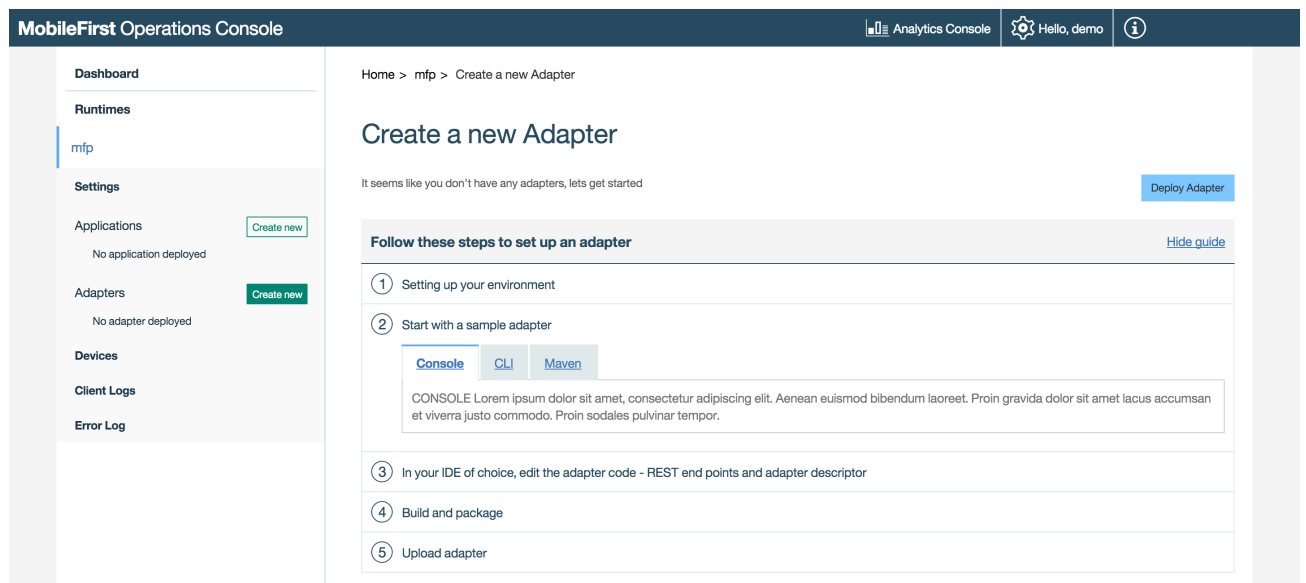 MobileFirst Operations Console
Analytics Console
Hello, demo
Dashboard
Runtimes
mfp
Settings
Applications
Create new
No application deployed
Adapters
Create new
No adapter deployed
Devices
Client Logs
Error Log
Home > mfp > Create a new Adapter
Create a new Adapter
It seems like you don't have any adapters, lets get started
Deploy Adapter
Follow these steps to set up an adapter
Hide guide
1 Setting up your environment
2 Start with a sample adapter
Console CLI Maven
CONSOLE Lorem ipsum dolor sit amet, consectetur adipiscing elit. Aenean euismod bibendum laoreet. Proin gravida dolor sit amet lacus accumsan
et viverra justo commodo. Proin sodales pulvinar tempor.
3 In your IDE of choice, edit the adapter code - REST end points and adapter descriptor
4 Build and package
5 Upload adapter